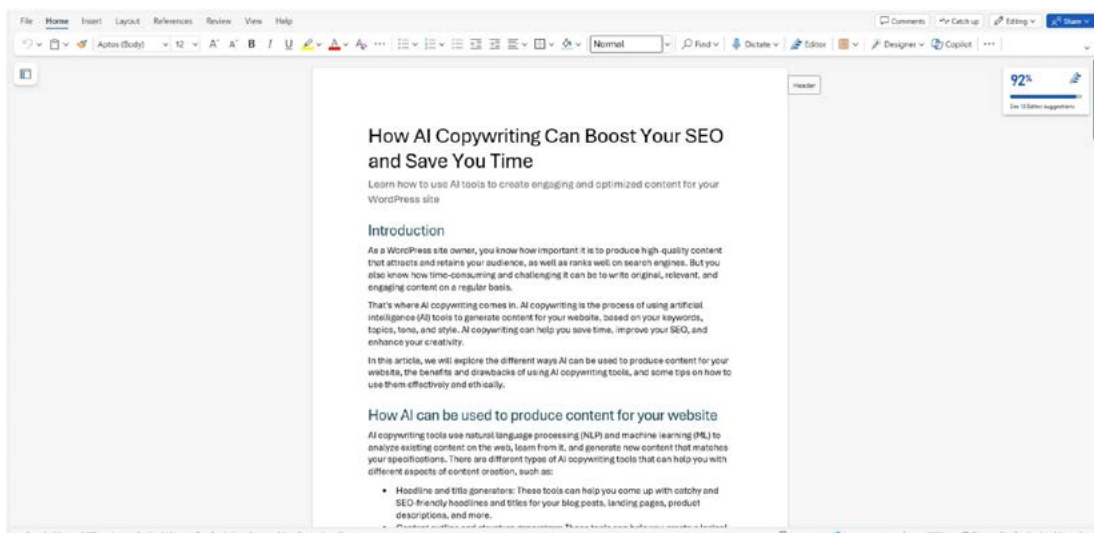 File Home Insert Layout References Review View Help
Comments Catch up Editing Share
Aptos (Body) 12 A A B I U A Normal Find Dictate Editor Designer Copilot
Header
92%
See 13 Editor suggestions
How AI Copywriting Can Boost Your SEO
and Save You Time
Learn how to use AI tools to create engaging and optimized content for your
WordPress site
Introduction
As a WordPress site owner, you know how important it is to produce high-quality content
that attracts and retains your audience, as well as ranks well on search engines. But you
also know how time-consuming and challenging it can be to write original, relevant, and
engaging content on a regular basis.
That's where AI copywriting comes in. AI copywriting is the process of using artificial
intelligence (AI) tools to generate content for your website, based on your keywords,
topics, tone, and style. AI copywriting can help you save time, improve your SEO, and
enhance your creativity.
In this article, we will explore the different ways AI can be used to produce content for your
website, the benefits and drawbacks of using AI copywriting tools, and some tips on how to
use them effectively and ethically.
How AI can be used to produce content for your website
AI copywriting tools use natural language processing (NLP) and machine learning (ML) to
analyze existing content on the web, learn from it, and generate new content that matches
your specifications. There are different types of AI copywriting tools that can help you with
different aspects of content creation, such as:
• Headline and title generators: These tools can help you come up with catchy and
SEO-friendly headlines and titles for your blog posts, landing pages, product
descriptions, and more.